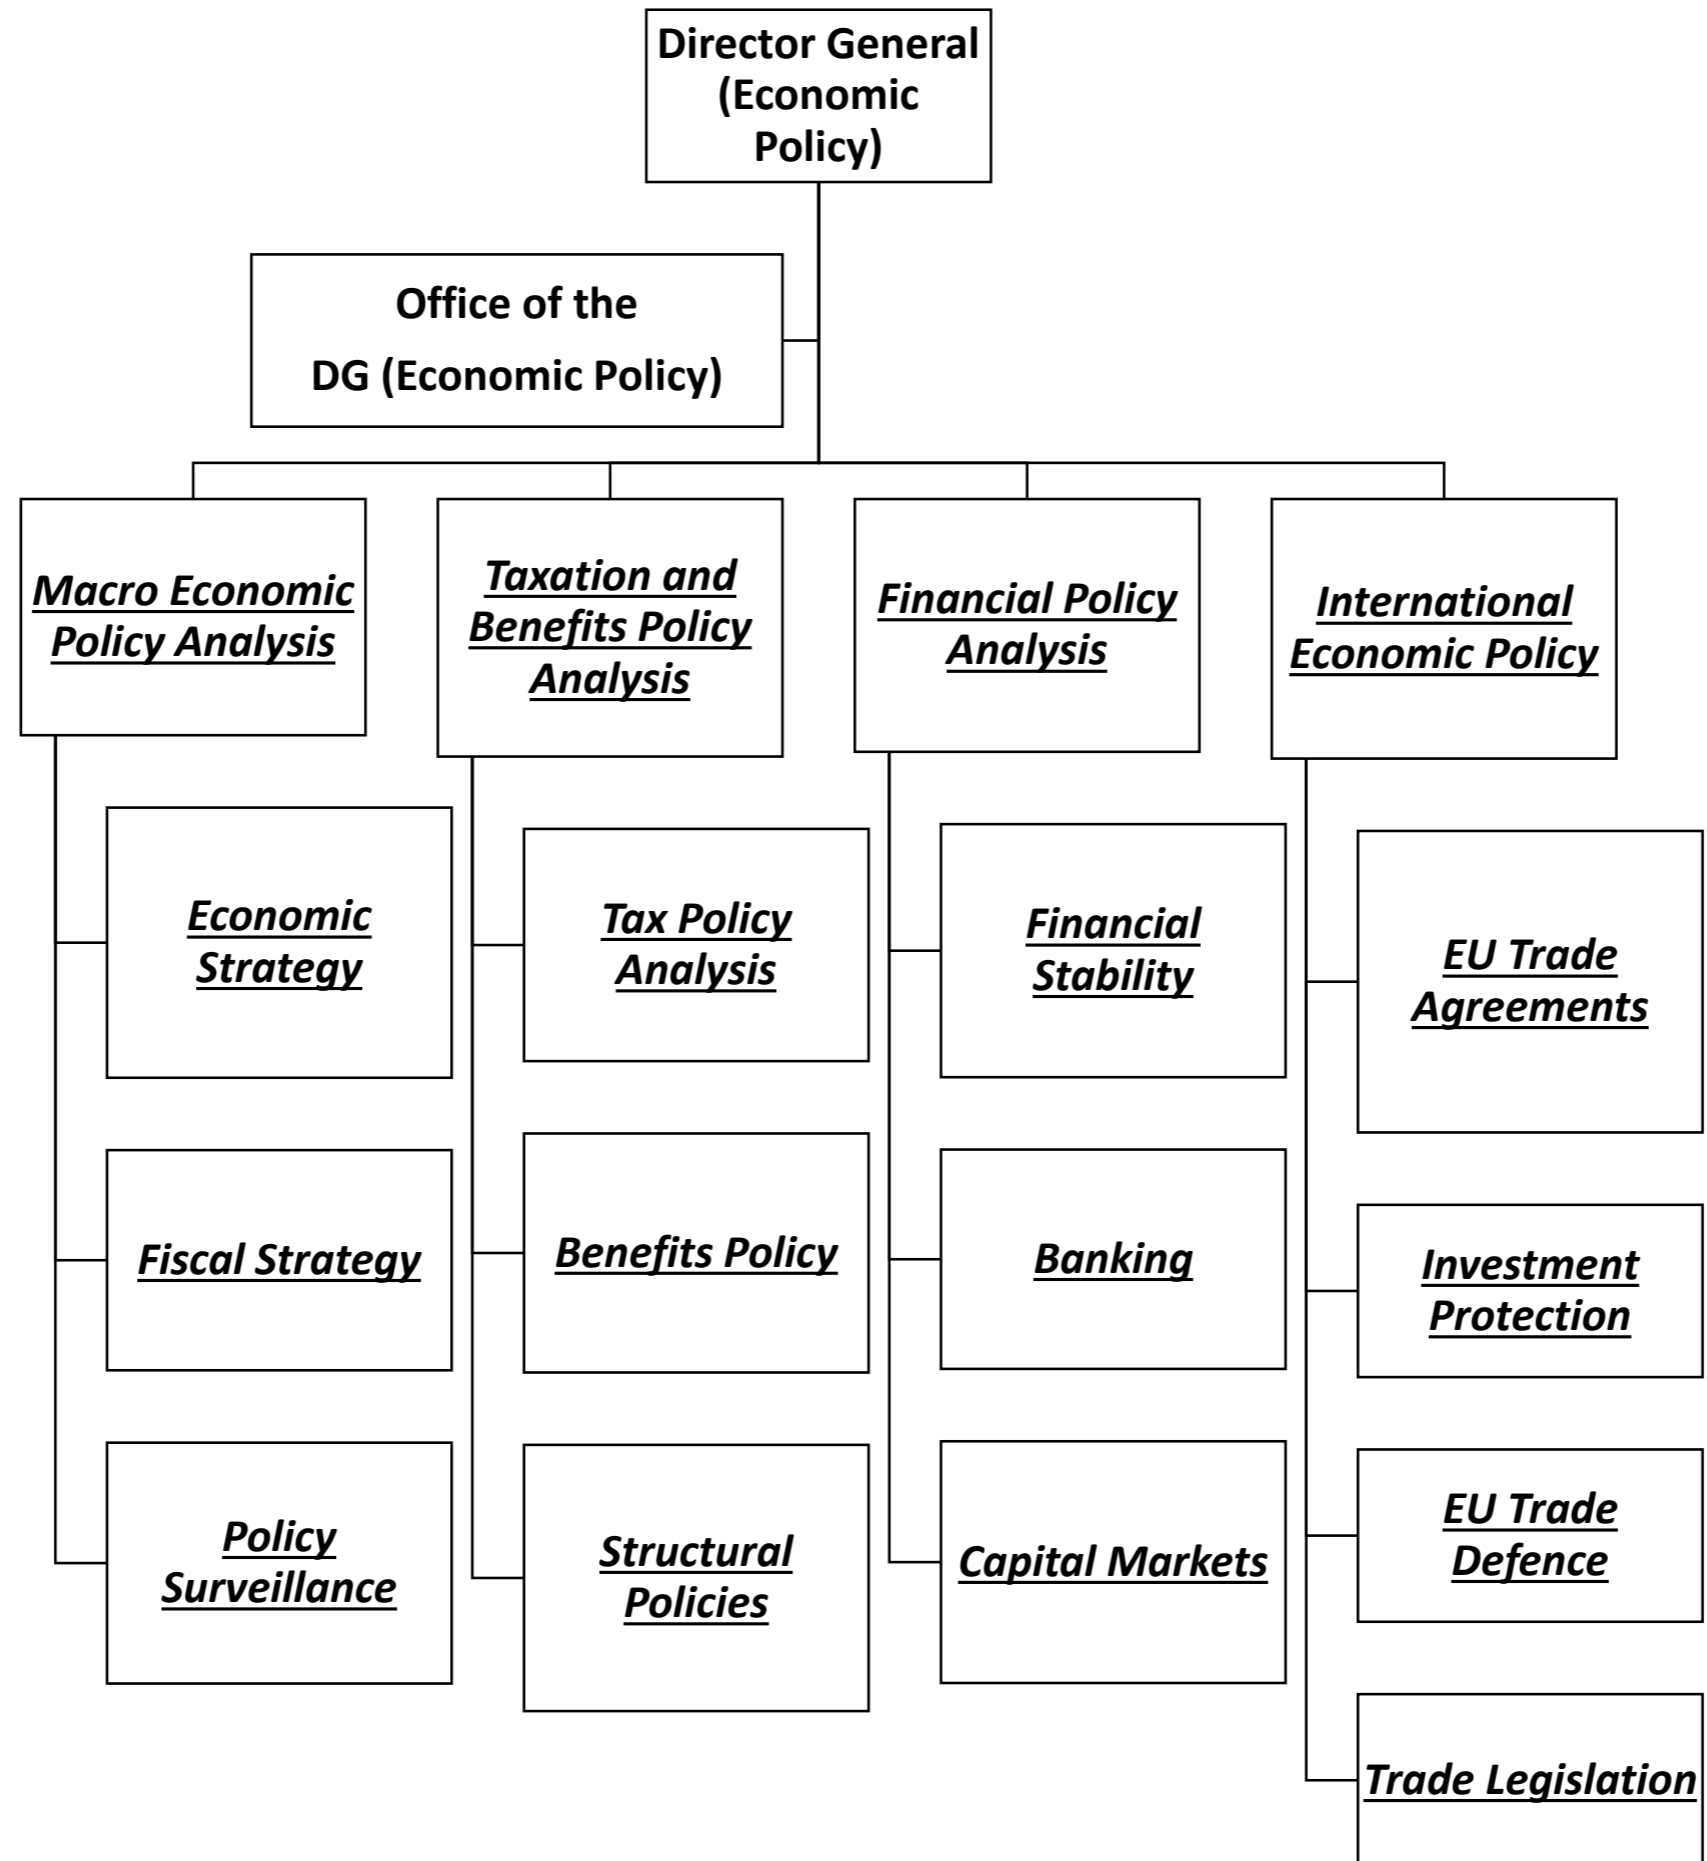 Director General
(Economic
Policy)
Office of the
DG (Economic Policy)
Macro Economic
Policy Analysis
Taxation and
Benefits Policy
Analysis
Financial Policy
Analysis
International
Economic Policy
Economic
Strategy
Fiscal Strategy
Policy
Surveillance
Tax Policy
Analysis
Benefits Policy
Structural
Policies
Financial
Stability
Banking
Capital Markets
EU Trade
Agreements
Investment
Protection
EU Trade
Defence
Trade Legislation